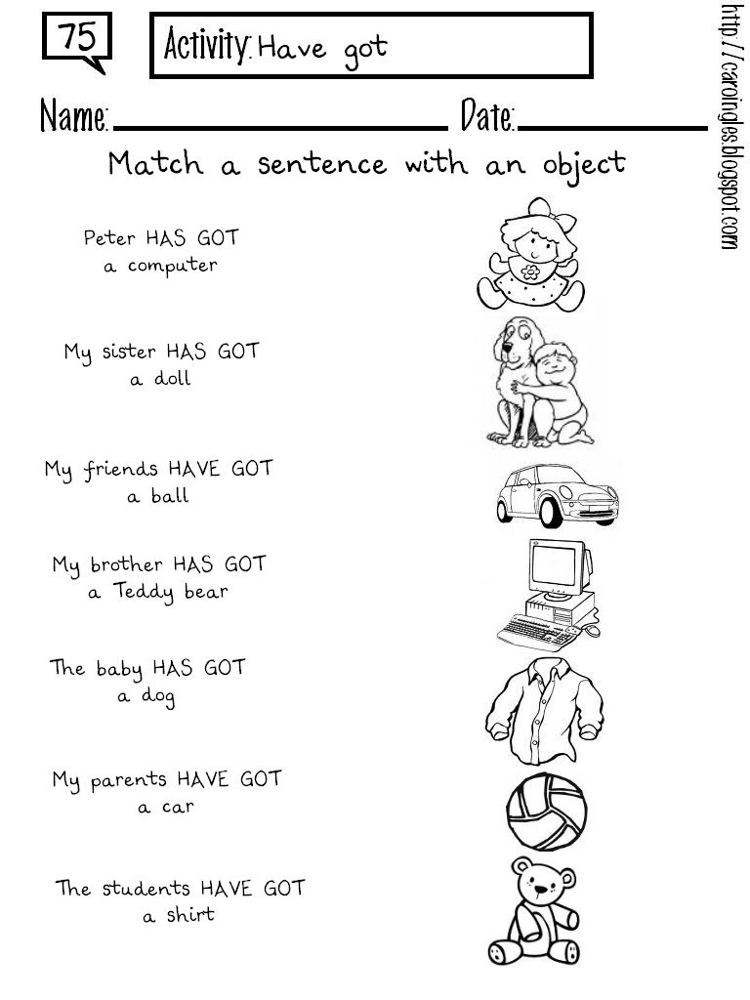 75
Activity: Have got
http://caroingles.blogspot.com
Name: Date:
Match a sentence with an object
Peter HAS GOT
a computer
My sister HAS GOT
a doll
My friends HAVE GOT
a ball
My brother HAS GOT
a Teddy bear
The baby HAS GOT
a dog
My parents HAVE GOT
a car
The students HAVE GOT
a shirt